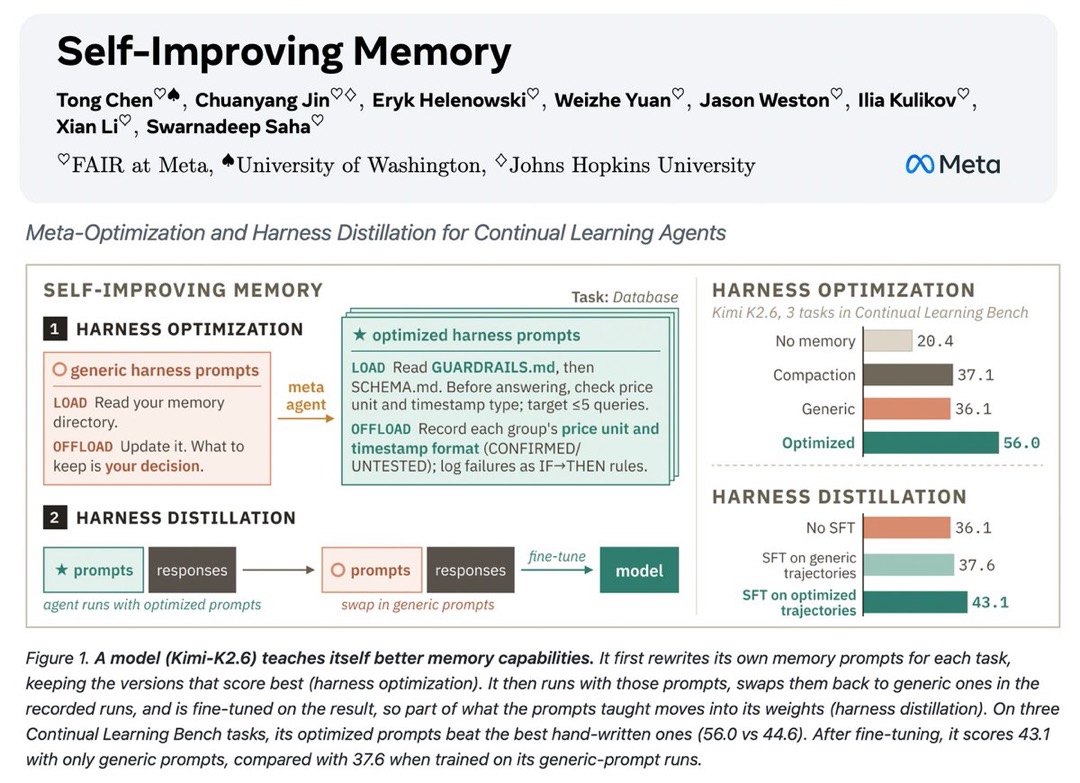 Self-Improving Memory
Tong Chen♡♠, Chuanyang Jin♡♢, Eryk Helenowski♡, Weizhe Yuan♡, Jason Weston♡, Ilia Kulikov♡,
Xian Li♡, Swarnadeep Saha♡
♡FAIR at Meta, ♠University of Washington, ♢Johns Hopkins University
Meta
Meta-Optimization and Harness Distillation for Continual Learning Agents
SELF-IMPROVING MEMORY
Task: Database
1 HARNESS OPTIMIZATION
generic harness prompts
LOAD Read your memory
directory.
OFFLOAD Update it. What to
keep is your decision.
meta
agent
★ optimized harness prompts
LOAD Read GUARDRAILS.md, then
SCHEMA.md. Before answering, check price
unit and timestamp type; target ≤5 queries.
OFFLOAD Record each group's price unit and
timestamp format (CONFIRMED/
UNTESTED); log failures as IF→THEN rules.
2 HARNESS DISTILLATION
★ prompts
responses
agent runs with optimized prompts
prompts
responses
swap in generic prompts
fine-tune
model
HARNESS OPTIMIZATION
Kimi K2.6, 3 tasks in Continual Learning Bench
No memory 20.4
Compaction 37.1
Generic 36.1
Optimized 56.0
HARNESS DISTILLATION
No SFT 36.1
SFT on generic
trajectories 37.6
SFT on optimized
trajectories 43.1
Figure 1. A model (Kimi-K2.6) teaches itself better memory capabilities. It first rewrites its own memory prompts for each task,
keeping the versions that score best (harness optimization). It then runs with those prompts, swaps them back to generic ones in the
recorded runs, and is fine-tuned on the result, so part of what the prompts taught moves into its weights (harness distillation). On three
Continual Learning Bench tasks, its optimized prompts beat the best hand-written ones (56.0 vs 44.6). After fine-tuning, it scores 43.1
with only generic prompts, compared with 37.6 when trained on its generic-prompt runs.